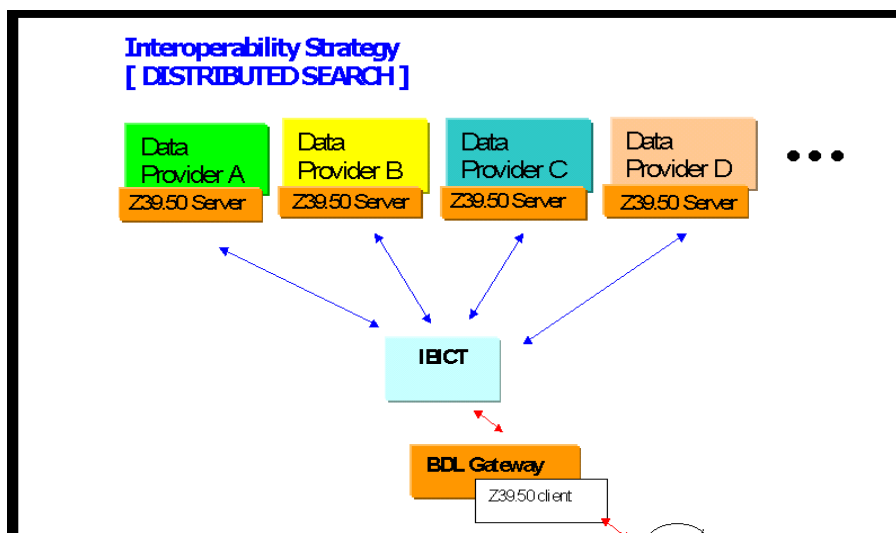 Interoperability Strategy
[ DISTRIBUTED SEARCH ]
Data
Provider A
Z39.50 Server
Data
Provider B
Z39.50 Server
Data
Provider C
Z39.50 Server
Data
Provider D
Z39.50 Server
•••
IBICT
BDL Gateway
Z39.50 client